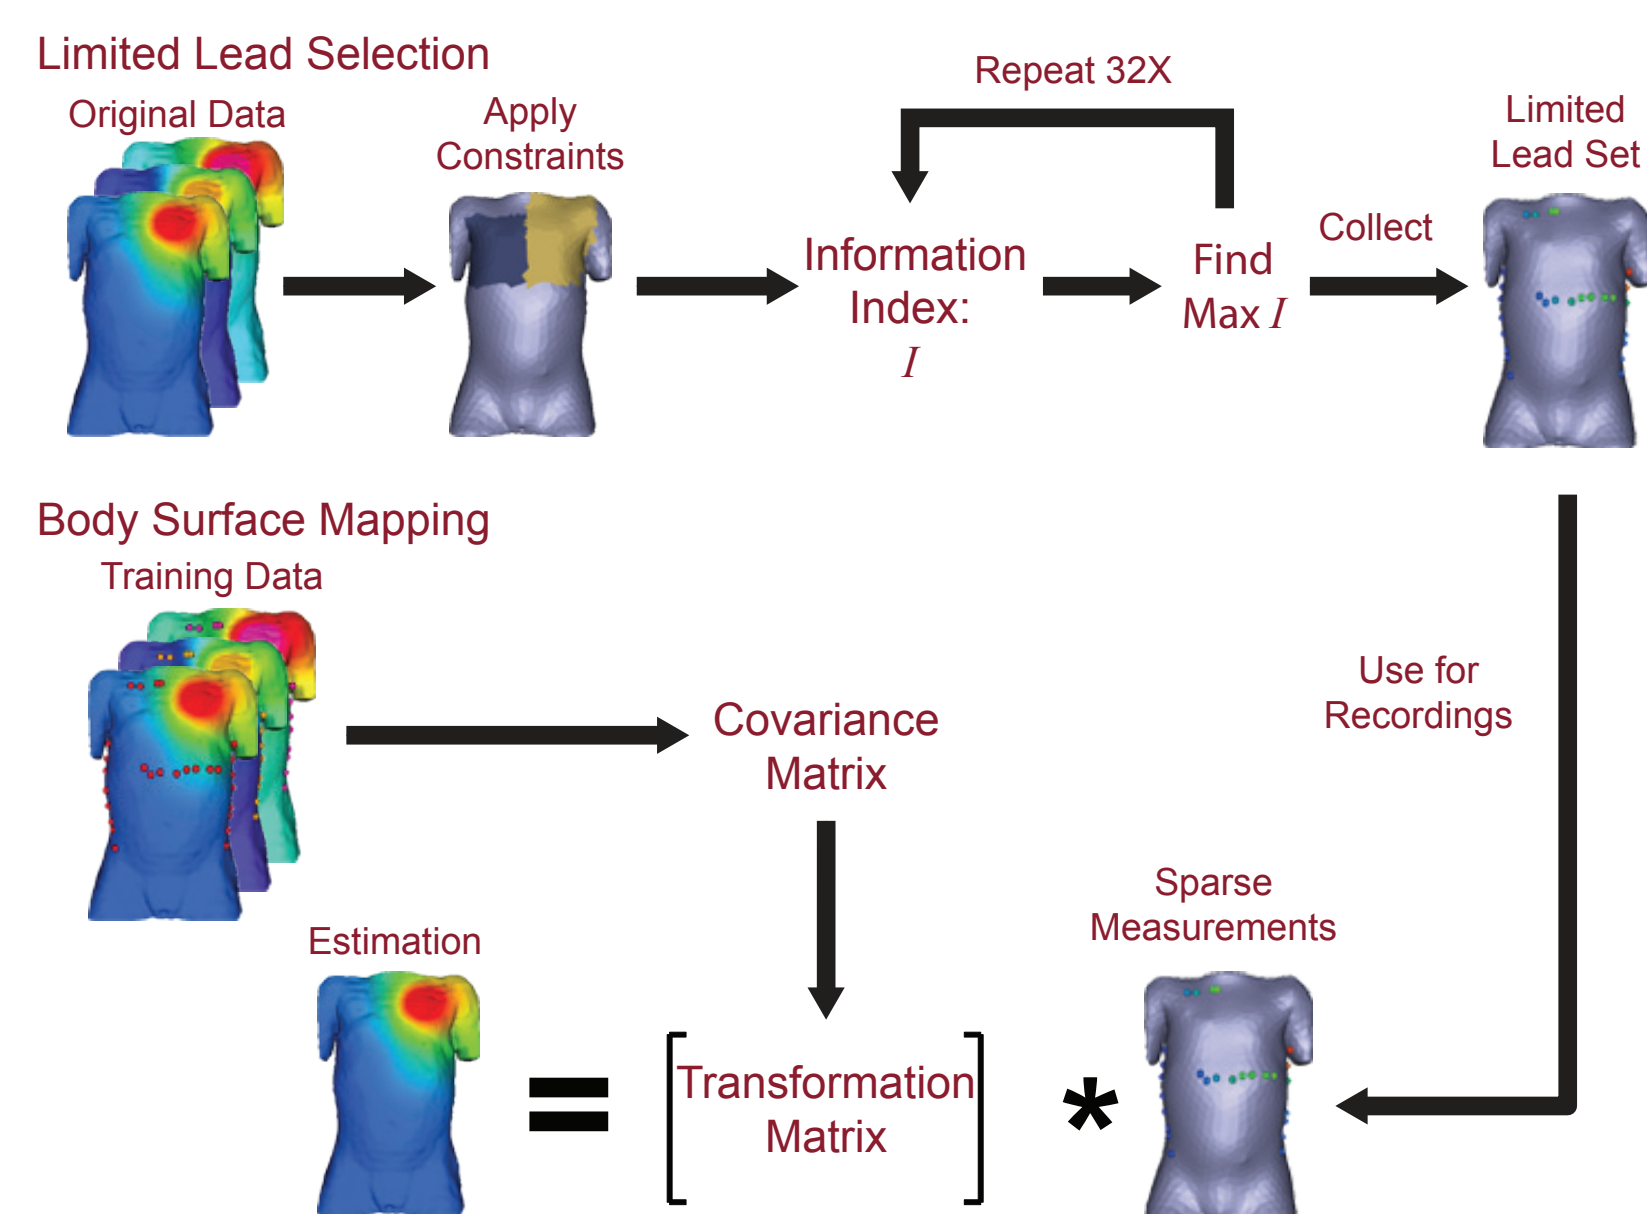 Limited Lead Selection
Original Data
Apply
Constraints
Repeat 32X
Information
Index:
I
Find
Max I
Collect
Limited
Lead Set
Body Surface Mapping
Training Data
Covariance
Matrix
Use for
Recordings
Estimation
=
[Transformation
Matrix]
*
Sparse
Measurements